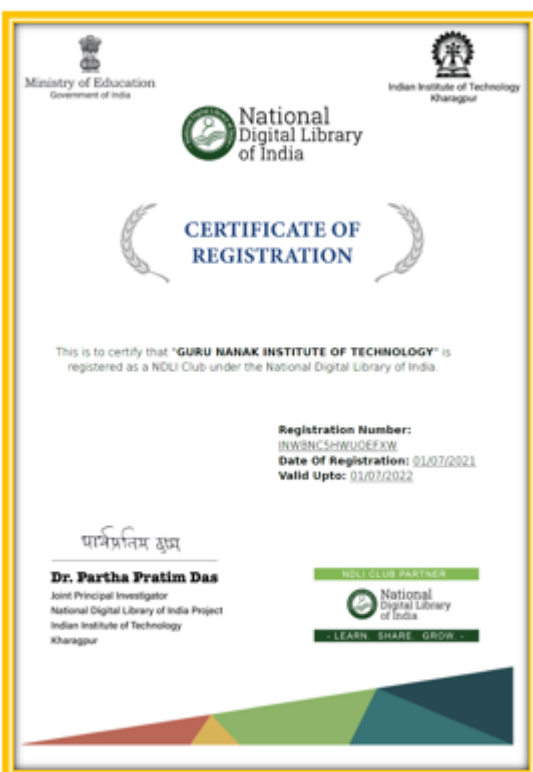 Ministry of Education
Government of India
Indian Institute of Technology
Kharagpur
National
Digital Library
of India
CERTIFICATE OF
REGISTRATION
This is to certify that "GURU NANAK INSTITUTE OF TECHNOLOGY" is
registered as a NDLI Club under the National Digital Library of India.
Registration Number:
INWBNC5HWUOEFXW
Date Of Registration: 01/07/2021
Valid Upto: 01/07/2022
Dr. Partha Pratim Das
Joint Principal Investigator
National Digital Library of India Project
Indian Institute of Technology
Kharagpur
NDLI CLUB PARTNER
National
Digital Library
of India
- LEARN. SHARE. GROW. -